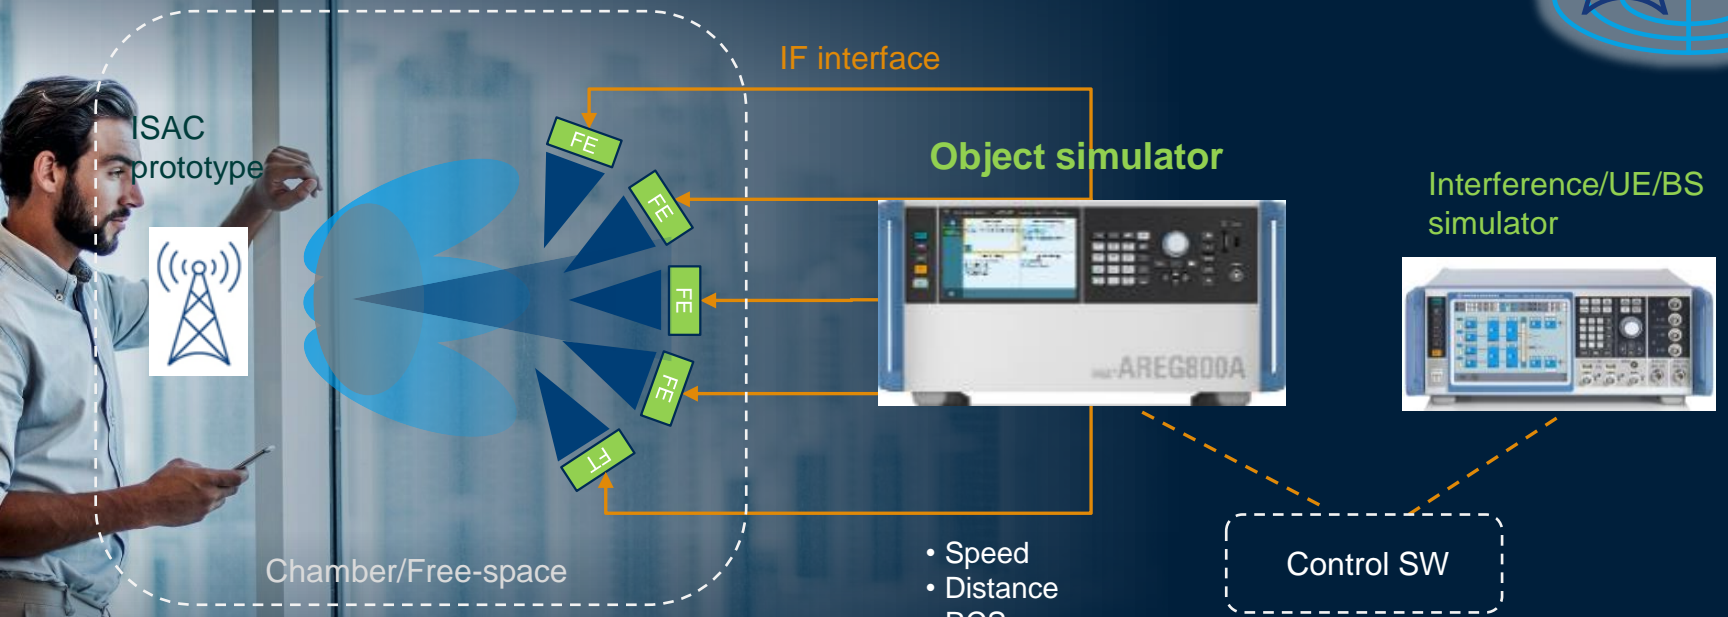 IF interface
ISAC
prototype
FE
FE
FE
FE
FT
Object simulator
AREG800A
Interference/UE/BS
simulator
Chamber/Free-space
• Speed
• Distance
Control SW